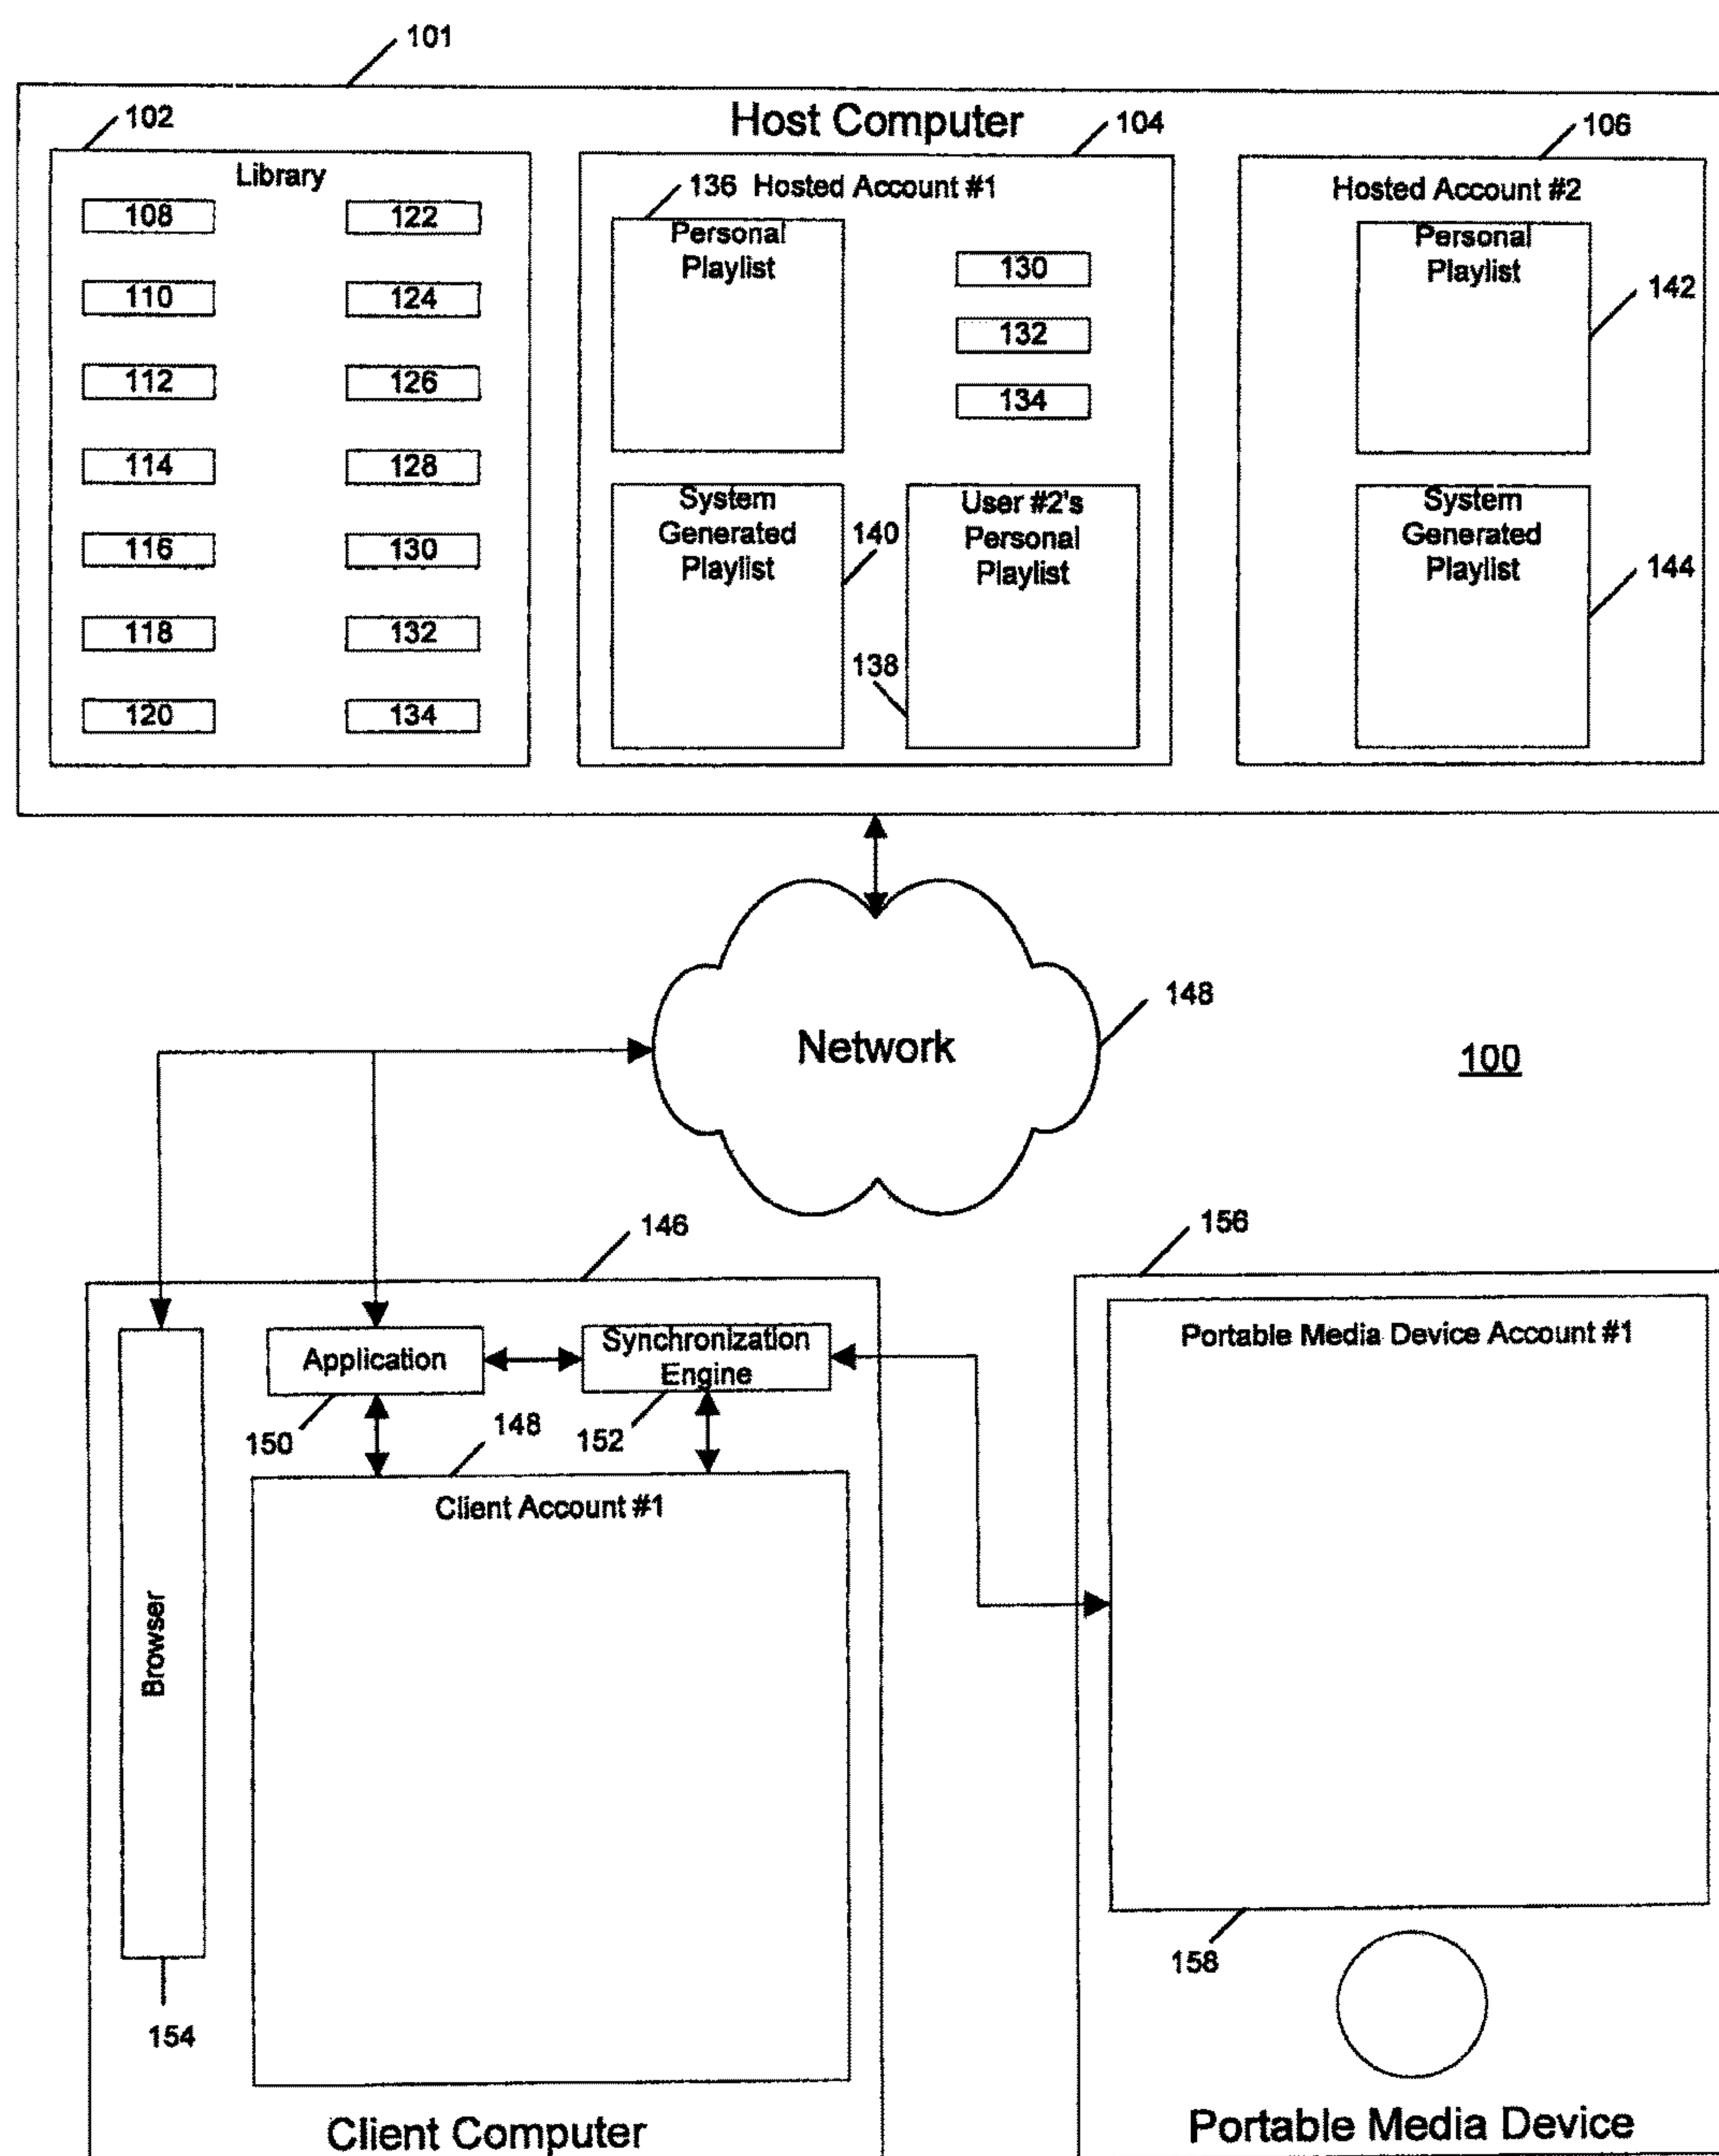 101
Host Computer
102
104
106
Library
108
122
110
124
112
126
114
128
116
130
118
132
120
134
136 Hosted Account #1
Personal
Playlist
130
132
134
System
Generated
Playlist
140
User #2's
Personal
Playlist
138
Hosted Account #2
Personal
Playlist
142
System
Generated
Playlist
144
Network
148
100
146
156
Application
Synchronization
Engine
150
148
152
Client Account #1
Browser
154
Client Computer
Portable Media Device Account #1
158
Portable Media Device